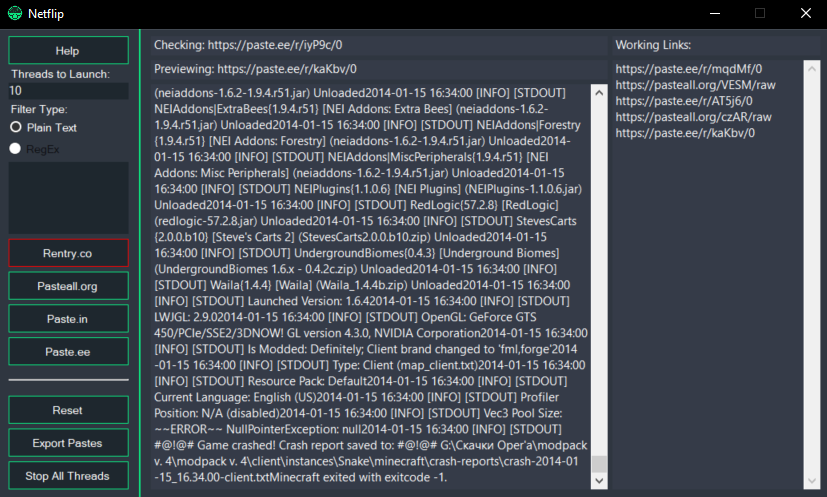 Netflip
Help
Threads to Launch:
10
Filter Type:
Plain Text
RegEx
Rentry.co
Pasteall.org
Paste.in
Paste.ee
Reset
Export Pastes
Stop All Threads
Checking: https://paste.ee/r/iyP9c/0
Previewing: https://paste.ee/r/kaKbv/0
(neiaddons-1.6.2-1.9.4.r51.jar) Unloaded2014-01-15 16:34:00 [INFO] [STDOUT]
NEIAddons|ExtraBees{1.9.4.r51} [NEI Addons: Extra Bees] (neiaddons-1.6.2-
1.9.4.r51.jar) Unloaded2014-01-15 16:34:00 [INFO] [STDOUT] NEIAddons|Forestry
{1.9.4.r51} [NEI Addons: Forestry] (neiaddons-1.6.2-1.9.4.r51.jar) Unloaded2014-
01-15 16:34:00 [INFO] [STDOUT] NEIAddons|MiscPeripherals{1.9.4.r51} [NEI
Addons: Misc Peripherals] (neiaddons-1.6.2-1.9.4.r51.jar) Unloaded2014-01-15
16:34:00 [INFO] [STDOUT] NEIPlugins{1.1.0.6} [NEI Plugins] (NEIPlugins-1.1.0.6.jar)
Unloaded2014-01-15 16:34:00 [INFO] [STDOUT] RedLogic{57.2.8} [RedLogic]
(redlogic-57.2.8.jar) Unloaded2014-01-15 16:34:00 [INFO] [STDOUT] StevesCarts
{2.0.0.b10} [Steve's Carts 2] (StevesCarts2.0.0.b10.zip) Unloaded2014-01-15
16:34:00 [INFO] [STDOUT] UndergroundBiomes{0.4.3} [Underground Biomes]
(UndergroundBiomes 1.6.x - 0.4.2c.zip) Unloaded2014-01-15 16:34:00 [INFO]
[STDOUT] Waila{1.4.4} [Waila] (Waila_1.4.4b.zip) Unloaded2014-01-15 16:34:00
[INFO] [STDOUT] Launched Version: 1.6.42014-01-15 16:34:00 [INFO] [STDOUT]
LWJGL: 2.9.02014-01-15 16:34:00 [INFO] [STDOUT] OpenGL: GeForce GTS
450/PCIe/SSE2/3DNOW! GL version 4.3.0, NVIDIA Corporation2014-01-15 16:34:00
[INFO] [STDOUT] Is Modded: Definitely; Client brand changed to 'fml,forge'2014
-01-15 16:34:00 [INFO] [STDOUT] Type: Client (map_client.txt)2014-01-15 16:34:00
[INFO] [STDOUT] Resource Pack: Default2014-01-15 16:34:00 [INFO] [STDOUT]
Current Language: English (US)2014-01-15 16:34:00 [INFO] [STDOUT] Profiler
Position: N/A (disabled)2014-01-15 16:34:00 [INFO] [STDOUT] Vec3 Pool Size:
~~ERROR~~ NullPointerException: null2014-01-15 16:34:00 [INFO] [STDOUT]
#@!@# Game crashed! Crash report saved to: #@!@# G:\Скачки Oper'a\modpack
v. 4\modpack v. 4\client\instances\Snake\minecraft\crash-reports\crash-2014-01
-15_16.34.00-client.txtMinecraft exited with exitcode -1.
Working Links:
https://paste.ee/r/mqdMf/0
https://pasteall.org/VESM/raw
https://paste.ee/r/AT5j6/0
https://pasteall.org/czAR/raw
https://paste.ee/r/kaKbv/0